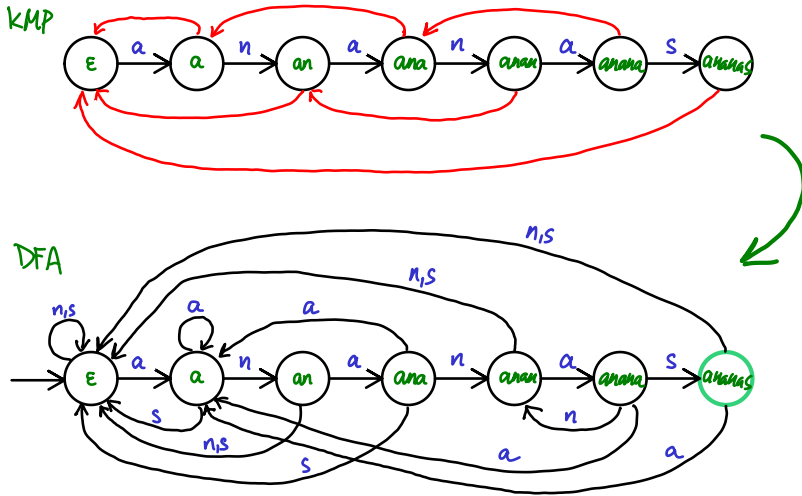 KMP
a n a n a s
ε a an ana anan anana ananas
DFA
n,s
n,s
n,s a a
a n a n a s
ε a an ana anan anana ananas
s n,s s a n a